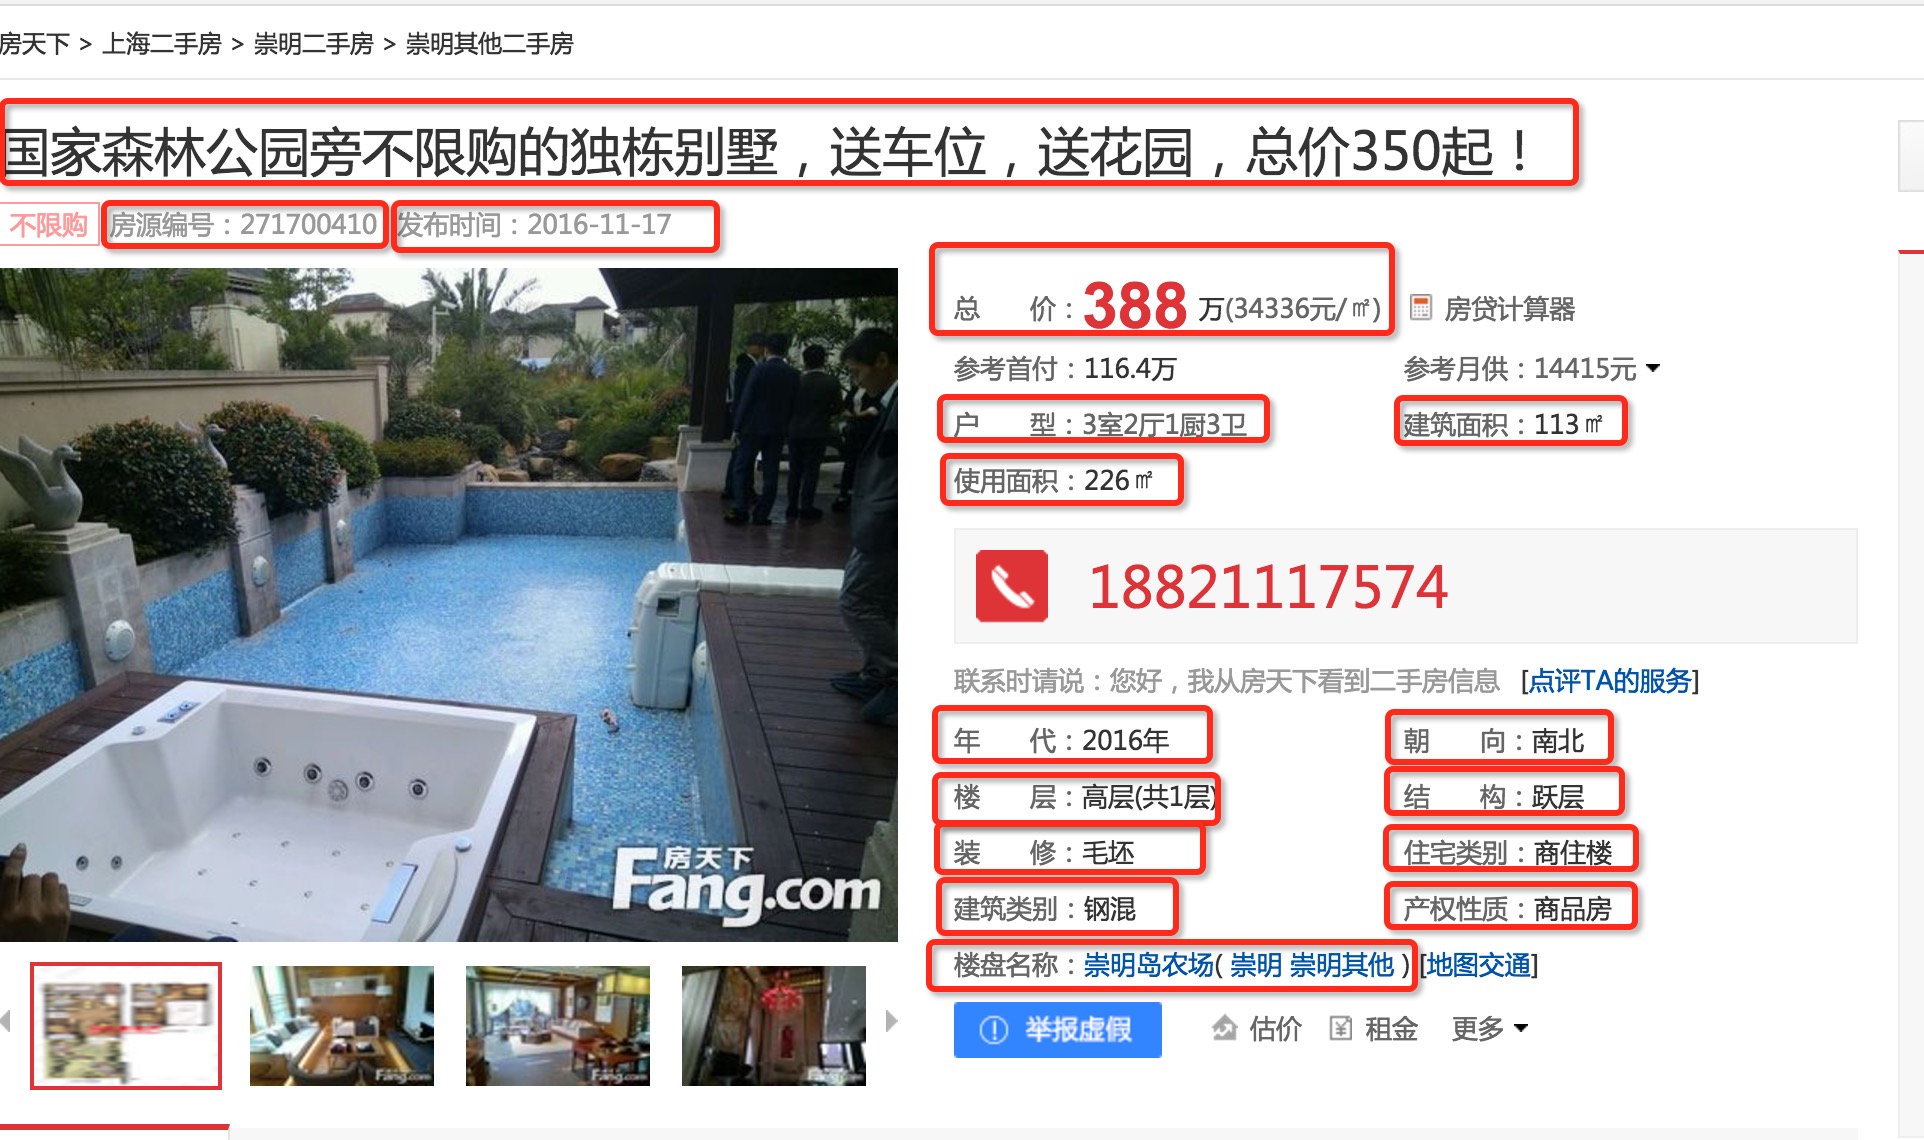 房天下 > 上海二手房 > 崇明二手房 > 崇明其他二手房
国家森林公园旁不限购的独栋别墅，送车位，送花园，总价350起！
不限购 房源编号：271700410 发布时间：2016-11-17
总 价：388 万(34336元/㎡) 房贷计算器
参考首付：116.4万 参考月供：14415元
户 型：3室2厅1厨3卫 建筑面积：113㎡
使用面积：226㎡
18821117574
联系时请说：您好，我从房天下看到二手房信息 [点评TA的服务]
年 代：2016年 朝 向：南北
楼 层：高层(共1层) 结 构：跃层
装 修：毛坯 住宅类别：商住楼
建筑类别：钢混 产权性质：商品房
楼盘名称：崇明岛农场( 崇明 崇明其他 ) [地图交通]
举报虚假 估价 租金 更多
房天下
Fang.com
Fang.com
Fang.com
Fang.com